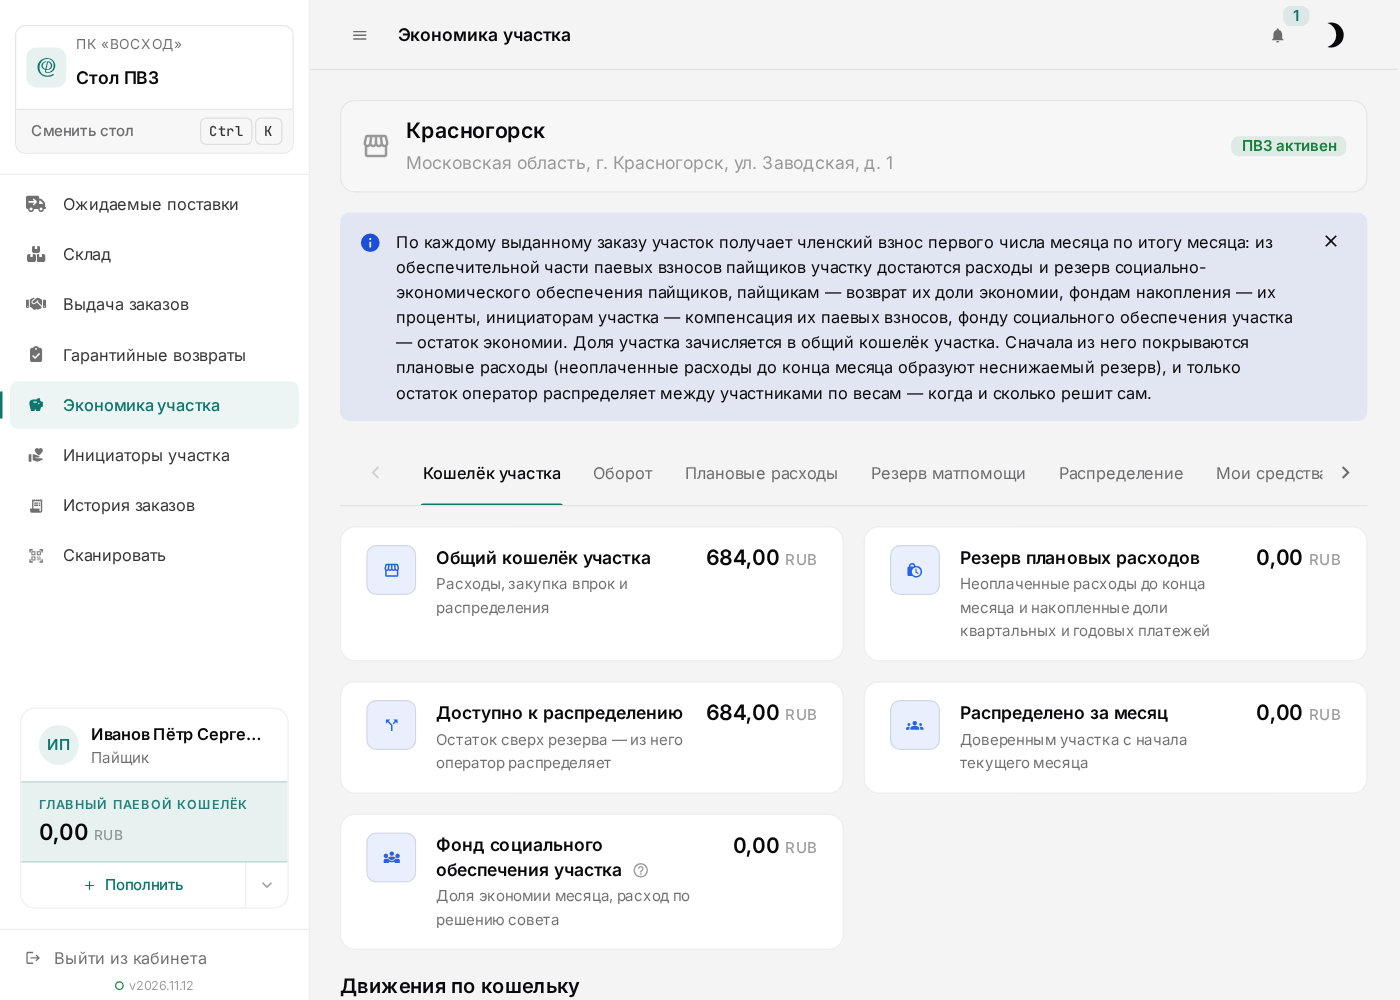 ПК «ВОСХОД»
Стол ПВЗ
Сменить стол
Ctrl K
Ожидаемые поставки
Склад
Выдача заказов
Гарантийные возвраты
Экономика участка
Инициаторы участка
История заказов
Сканировать
ИП
Иванов Пётр Серге...
Пайщик
ГЛАВНЫЙ ПАЕВОЙ КОШЕЛЁК
0,00 RUB
+ Пополнить
Выйти из кабинета
v2026.11.12
Экономика участка
1
Красногорск
Московская область, г. Красногорск, ул. Заводская, д. 1
ПВЗ активен
По каждому выданному заказу участок получает членский взнос первого числа месяца по итогу месяца: из
обеспечительной части паевых взносов пайщиков участку достаются расходы и резерв социально-
экономического обеспечения пайщиков, пайщикам — возврат их доли экономии, фондам накопления — их
проценты, инициаторам участка — компенсация их паевых взносов, фонду социального обеспечения участка
— остаток экономии. Доля участка зачисляется в общий кошелёк участка. Сначала из него покрываются
плановые расходы (неоплаченные расходы до конца месяца образуют неснижаемый резерв), и только
остаток оператор распределяет между участниками по весам — когда и сколько решит сам.
Кошелёк участка
Оборот
Плановые расходы
Резерв матпомощи
Распределение
Мои средства
Общий кошелёк участка
684,00 RUB
Расходы, закупка впрок и
распределения
Резерв плановых расходов
0,00 RUB
Неоплаченные расходы до конца
месяца и накопленные доли
квартальных и годовых платежей
Доступно к распределению
684,00 RUB
Остаток сверх резерва — из него
оператор распределяет
Распределено за месяц
0,00 RUB
Доверенным участка с начала
текущего месяца
Фонд социального
обеспечения участка
0,00 RUB
Доля экономии месяца, расход по
решению совета
Движения по кошельку